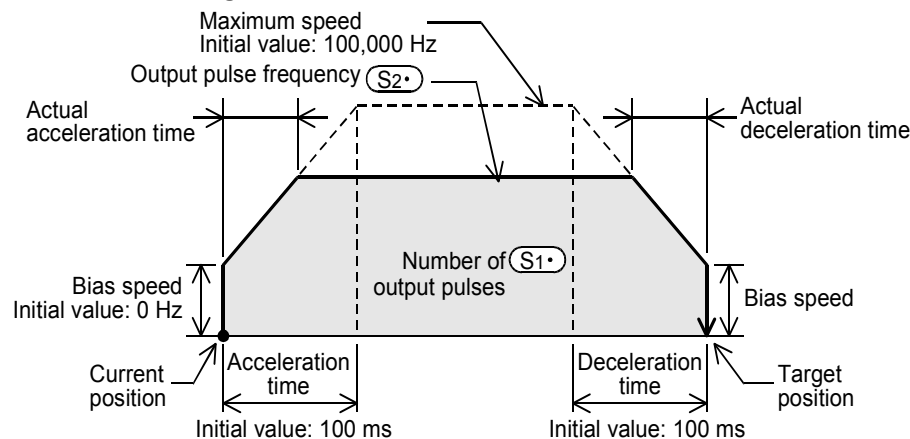 Maximum speed
Initial value: 100,000 Hz
Output pulse frequency S2•
Actual
acceleration time
Actual
deceleration time
Number of S1•
output pulses
Bias speed
Initial value: 0 Hz
Bias speed
Current
position
Acceleration
time
Deceleration
time
Target
position
Initial value: 100 ms
Initial value: 100 ms